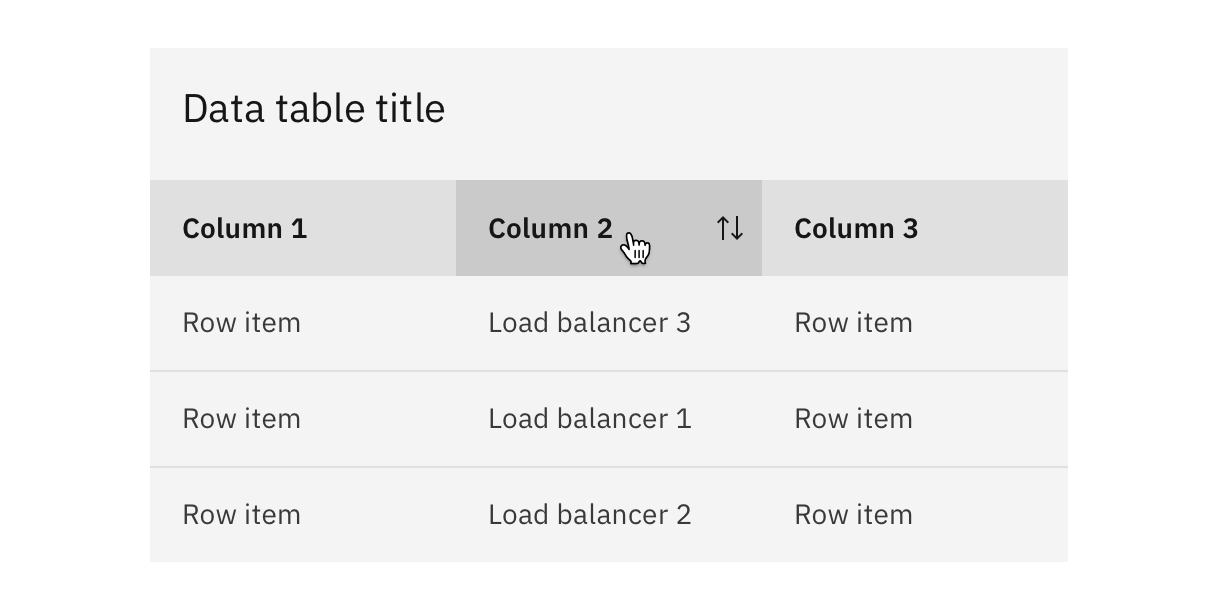 Data table title
Column 1 Column 2 Column 3
Row item Load balancer 3 Row item
Row item Load balancer 1 Row item
Row item Load balancer 2 Row item